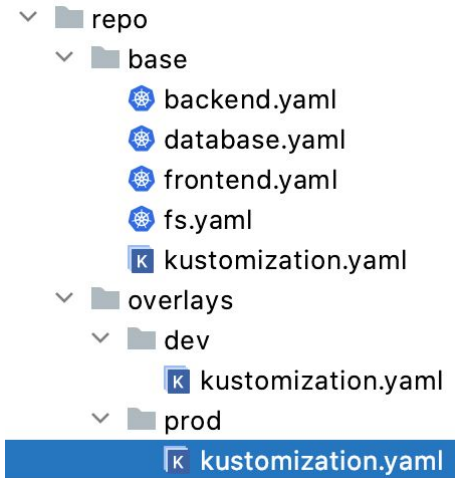 repo
base
backend.yaml
database.yaml
frontend.yaml
fs.yaml
K kustomization.yaml
overlays
dev
K kustomization.yaml
prod
K kustomization.yaml